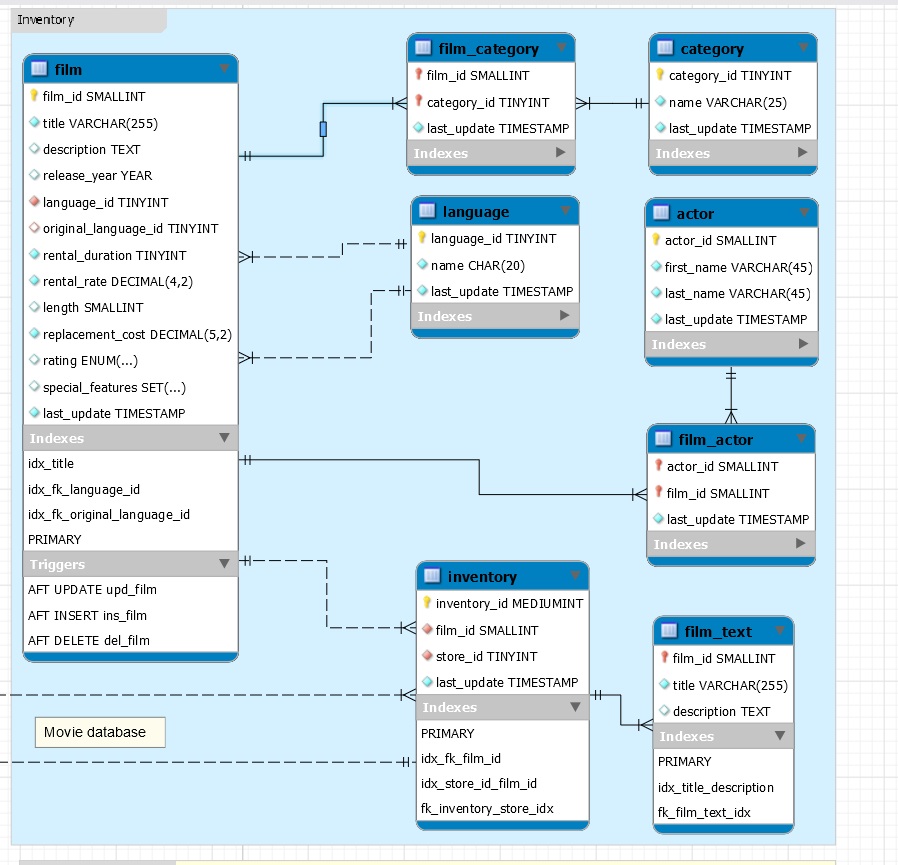 Inventory
film
film_id SMALLINT
title VARCHAR(255)
description TEXT
release_year YEAR
language_id TINYINT
original_language_id TINYINT
rental_duration TINYINT
rental_rate DECIMAL(4,2)
length SMALLINT
replacement_cost DECIMAL(5,2)
rating ENUM(...)
special_features SET(...)
last_update TIMESTAMP
Indexes
idx_title
idx_fk_language_id
idx_fk_original_language_id
PRIMARY
Triggers
AFT UPDATE upd_film
AFT INSERT ins_film
AFT DELETE del_film
film_category
film_id SMALLINT
category_id TINYINT
last_update TIMESTAMP
Indexes
category
category_id TINYINT
name VARCHAR(25)
last_update TIMESTAMP
Indexes
language
language_id TINYINT
name CHAR(20)
last_update TIMESTAMP
Indexes
actor
actor_id SMALLINT
first_name VARCHAR(45)
last_name VARCHAR(45)
last_update TIMESTAMP
Indexes
film_actor
actor_id SMALLINT
film_id SMALLINT
last_update TIMESTAMP
Indexes
inventory
inventory_id MEDIUMINT
film_id SMALLINT
store_id TINYINT
last_update TIMESTAMP
Indexes
PRIMARY
idx_fk_film_id
idx_store_id_film_id
fk_inventory_store_idx
film_text
film_id SMALLINT
title VARCHAR(255)
description TEXT
Indexes
PRIMARY
idx_title_description
fk_film_text_idx
Movie database